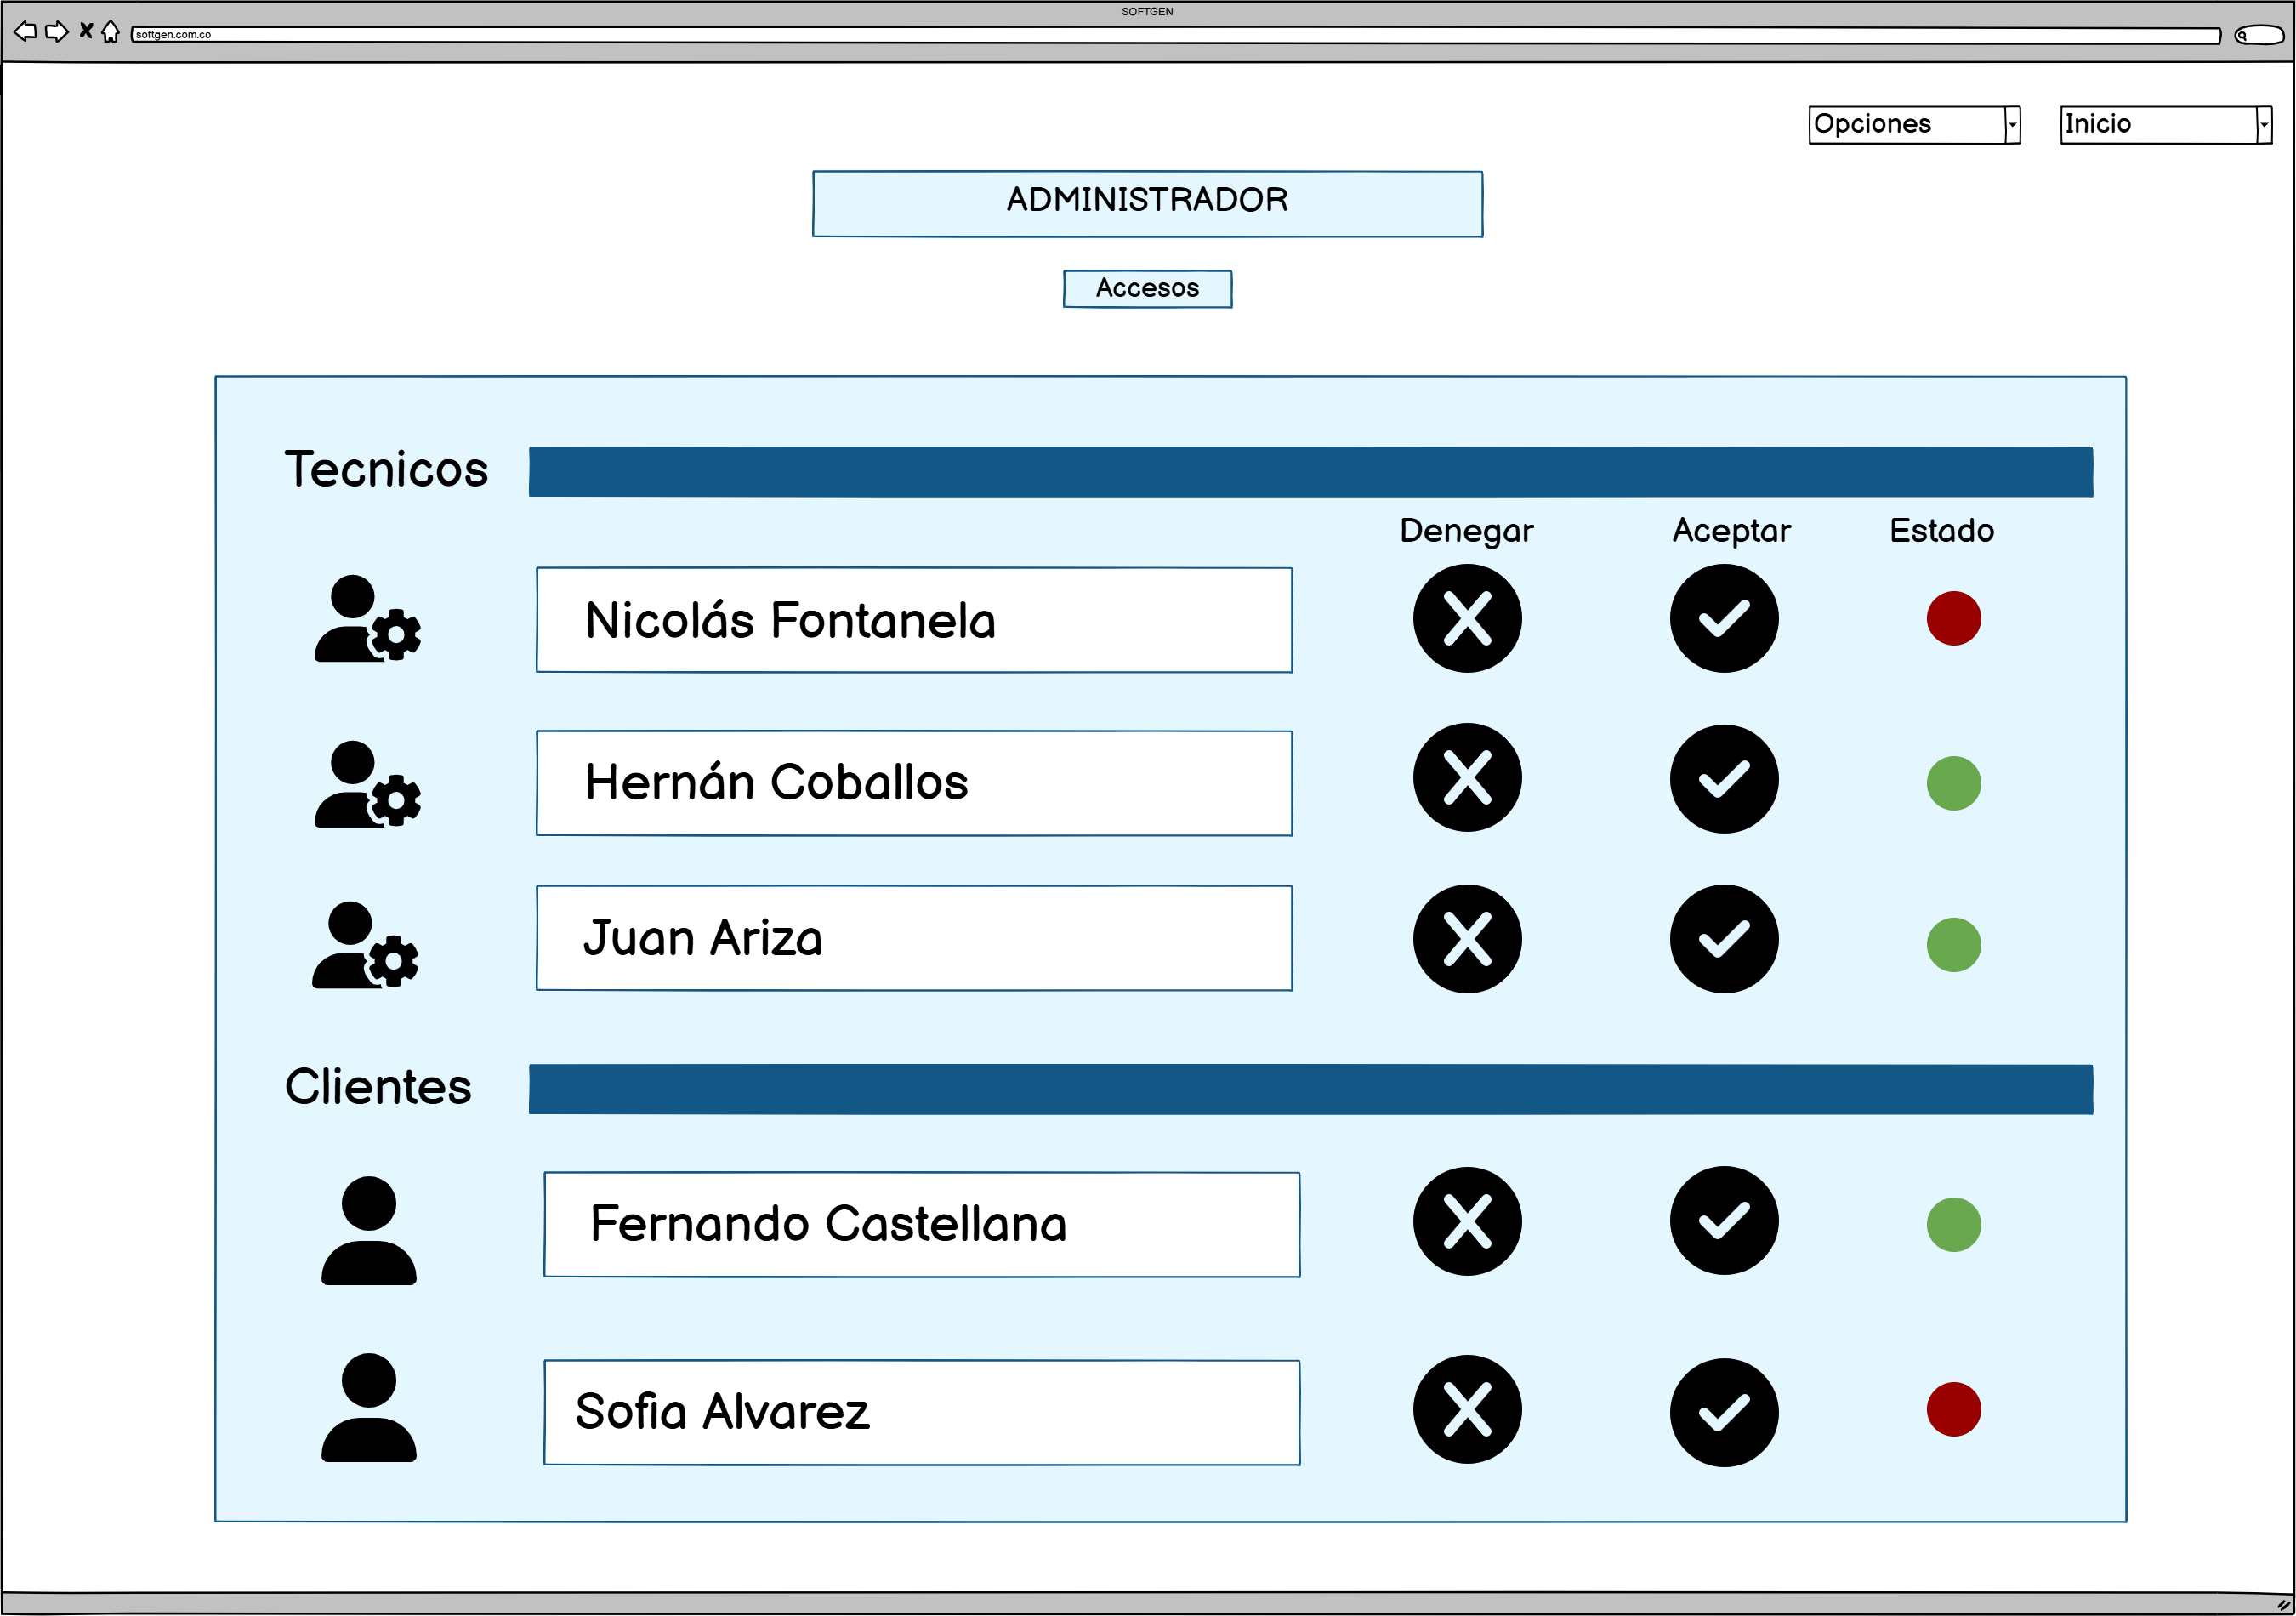 SOFTGEN
softgen.com.co
Opciones
Inicio
ADMINISTRADOR
Accesos
Tecnicos
Denegar Aceptar Estado
Nicolás Fontanela
Hernán Coballos
Juan Ariza
Clientes
Fernando Castellana
Sofia Alvarez